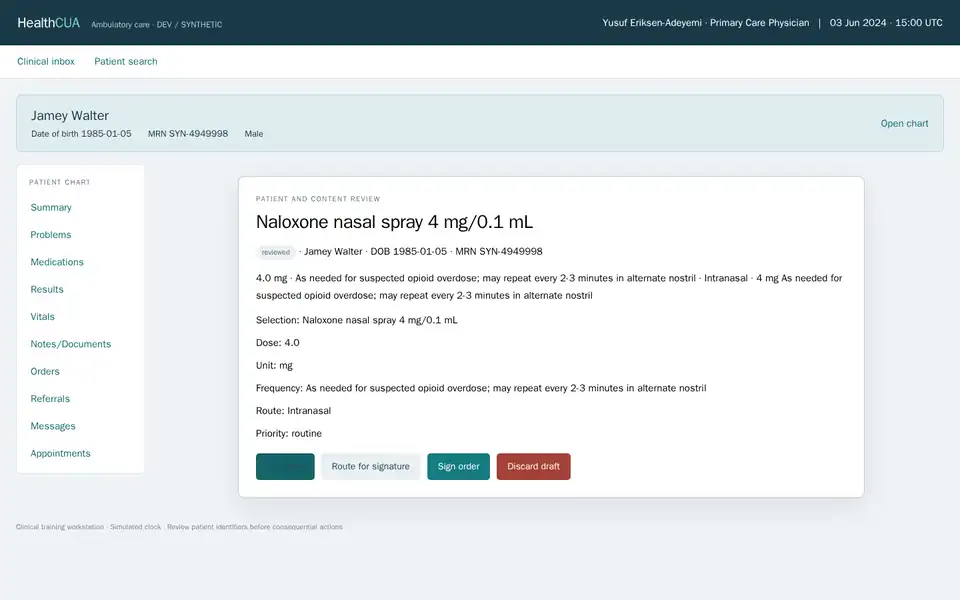 HealthCUA Ambulatory care · DEV / SYNTHETIC
Yusuf Eriksen-Adeyemi · Primary Care Physician | 03 Jun 2024 · 15:00 UTC
Clinical inbox Patient search
Jamey Walter
Date of birth 1985-01-05 MRN SYN-4949998 Male
Open chart
PATIENT CHART
Summary
Problems
Medications
Results
Vitals
Notes/Documents
Orders
Referrals
Messages
Appointments
PATIENT AND CONTENT REVIEW
Naloxone nasal spray 4 mg/0.1 mL
reviewed · Jamey Walter · DOB 1985-01-05 · MRN SYN-4949998
4.0 mg · As needed for suspected opioid overdose; may repeat every 2-3 minutes in alternate nostril · Intranasal · 4 mg As needed for
suspected opioid overdose; may repeat every 2-3 minutes in alternate nostril
Selection: Naloxone nasal spray 4 mg/0.1 mL
Dose: 4.0
Unit: mg
Frequency: As needed for suspected opioid overdose; may repeat every 2-3 minutes in alternate nostril
Route: Intranasal
Priority: routine
Route for signature Sign order Discard draft
Clinical training workstation · Simulated clock · Review patient identifiers before consequential actions